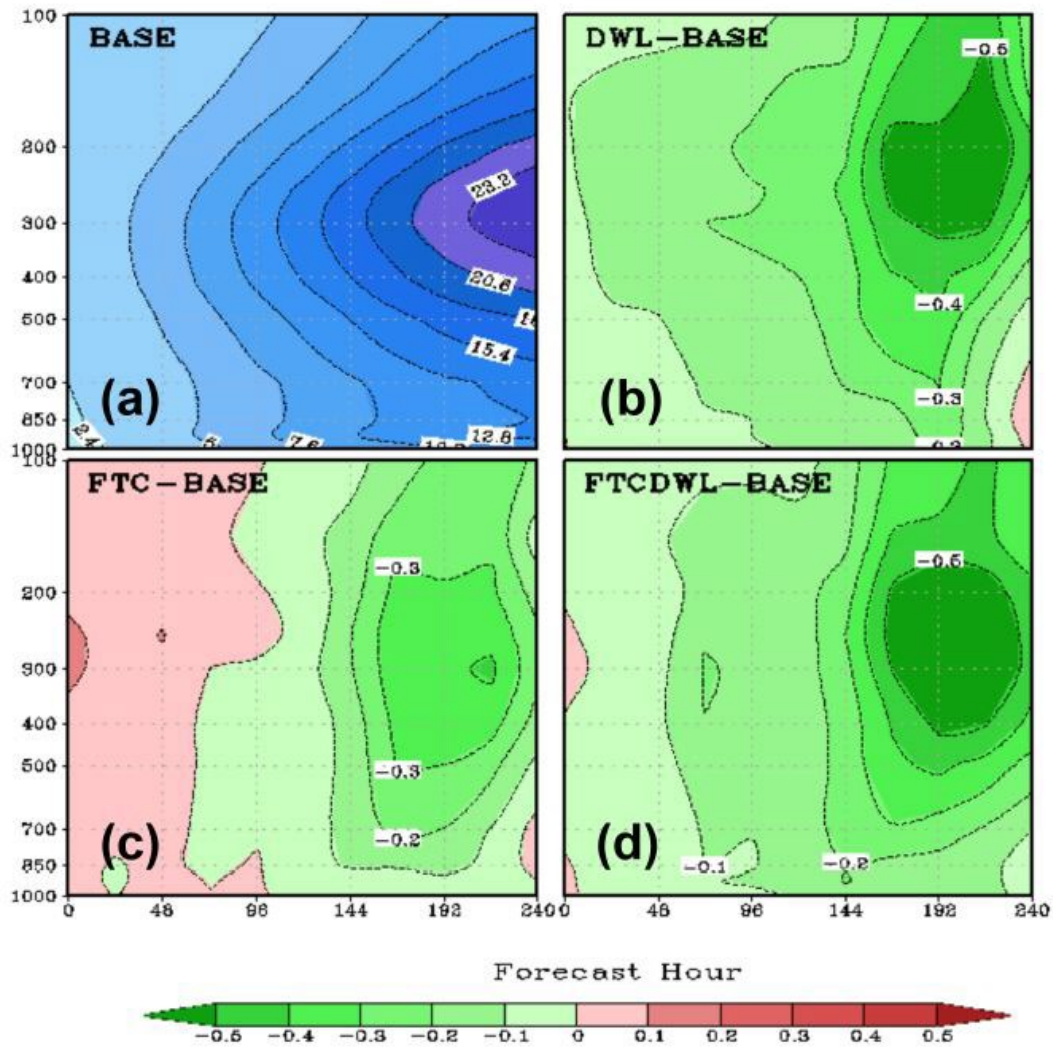 100 BASE DWL-BASE
-0.5
200
23.2
300
400 20.6 -0.4
500
15.4
700 (a) (b) -0.3
850
1000 2.4 5 7.6 12.8
100 FTC-BASE FTCDWL-BASE
-0.3 -0.5
200
300
400
500 -0.3
700 (c) -0.2 (d)
850 -0.1 -0.2
1000
0 48 96 144 192 240 0 48 96 144 192 240
Forecast Hour
-0.5 -0.4 -0.3 -0.2 -0.1 0 0.1 0.2 0.3 0.4 0.5